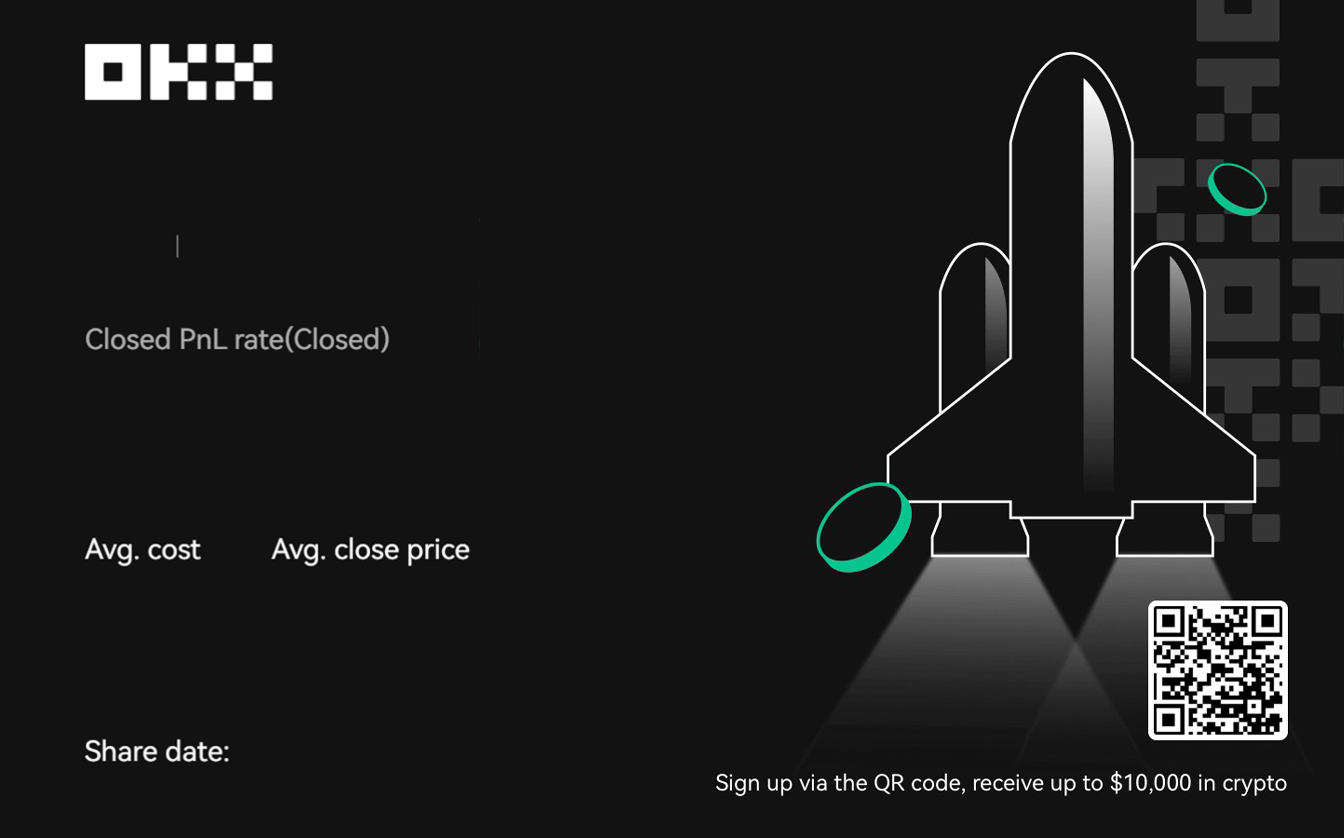 OKX
|
Closed PnL rate(Closed)
Avg. cost Avg. close price
Share date:
Sign up via the QR code, receive up to $10,000 in crypto